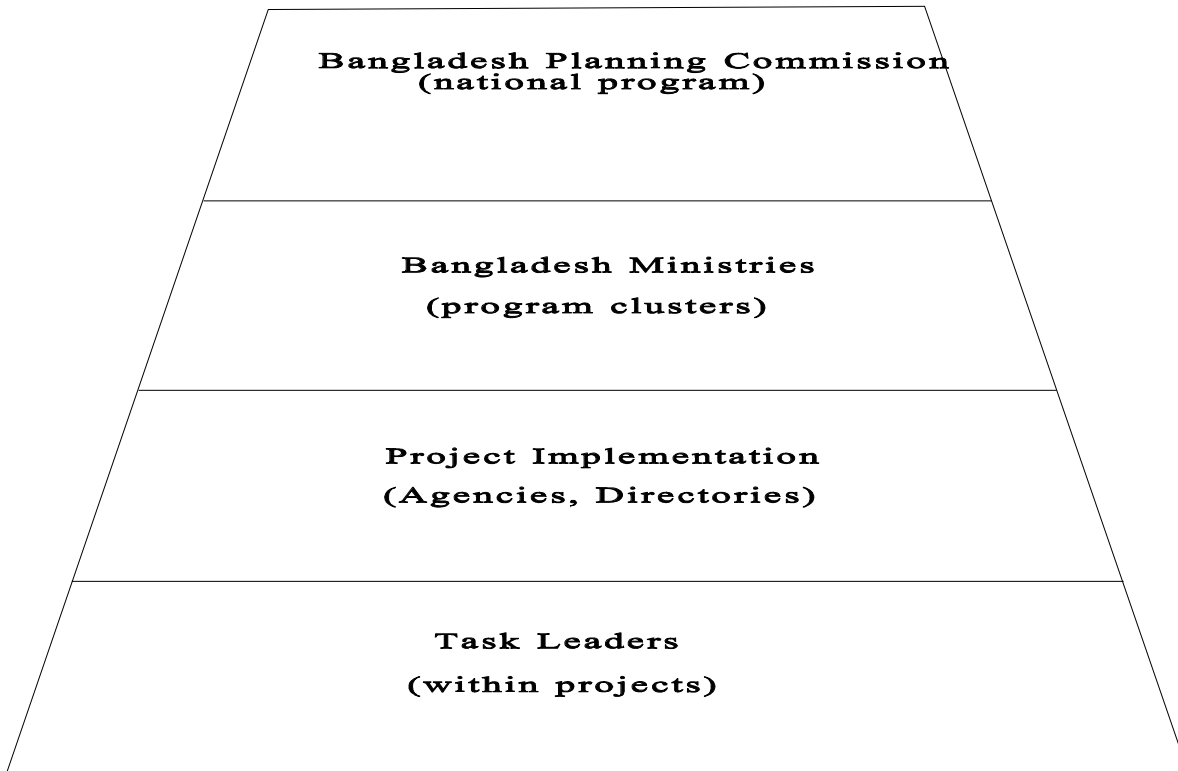 Bangladesh Planning Commission
(national program)
Bangladesh Ministries
(program clusters)
Project Implementation
(Agencies, Directories)
Task Leaders
(within projects)